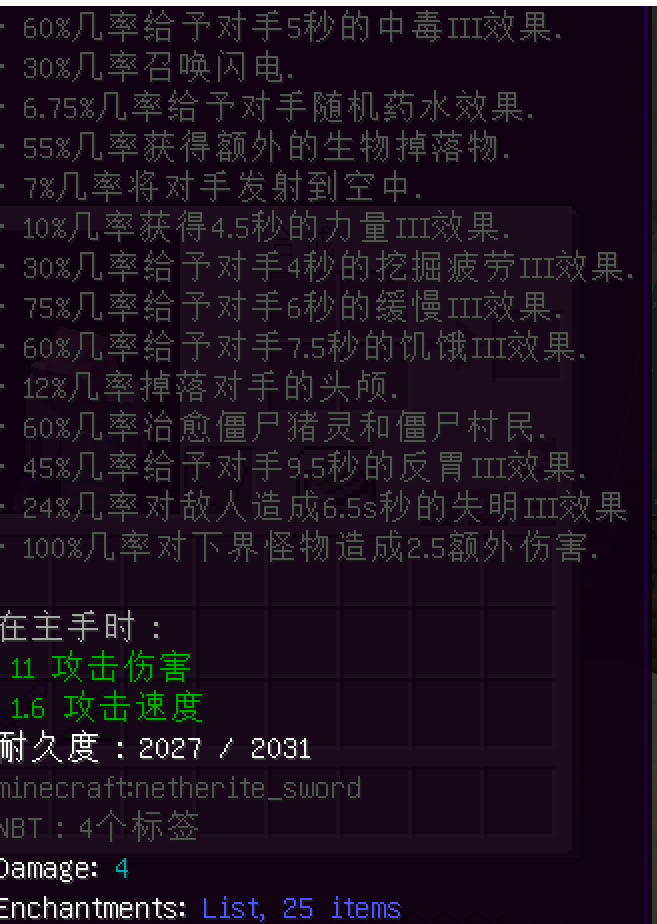 · 60%几率给予对手5秒的中毒III效果.
· 30%几率召唤闪电.
· 6.75%几率给予对手随机药水效果.
· 55%几率获得额外的生物掉落物.
· 7%几率将对手发射到空中.
· 10%几率获得4.5秒的力量III效果.
· 30%几率给予对手4秒的挖掘疲劳III效果.
· 75%几率给予对手6秒的缓慢III效果.
· 60%几率给予对手7.5秒的饥饿III效果.
· 12%几率掉落对手的头颅.
· 60%几率治愈僵尸猪灵和僵尸村民.
· 45%几率给予对手9.5秒的反胃III效果.
· 24%几率对敌人造成6.5s秒的失明III效果
· 100%几率对下界怪物造成2.5额外伤害.
在主手时：
11 攻击伤害
1.6 攻击速度
耐久度：2027 / 2031
minecraft:netherite_sword
NBT：4个标签
Damage: 4
Enchantments: List, 25 items